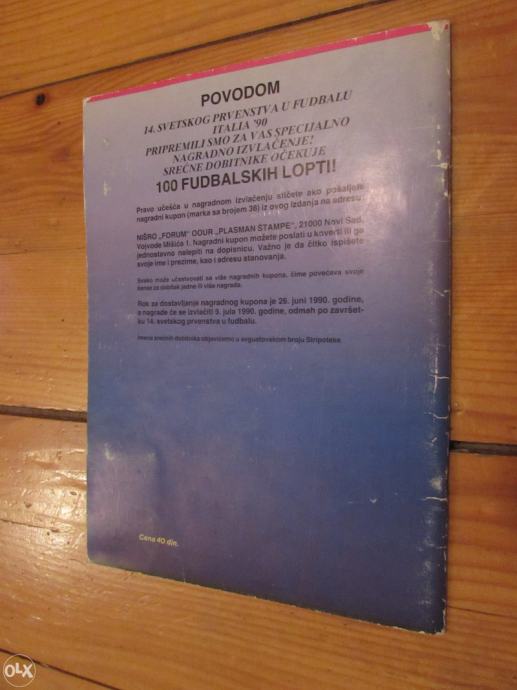 POVODOM
14. SVETSKOG PRVENSTVA U FUDBALU
ITALIA '90
PRIPREMILI SMO ZA VAS SPECIJALNO
NAGRADNO IZVLAČENJE!
SREĆNE DOBITNIKE OČEKUJE
100 FUDBALSKIH LOPTI!
Pravo učešća u nagradnom izvlačenju stičete ako pošaljete
nagradni kupon (marka sa brojem 38) iz ovog izdanja na adresu:
NIŠRO „FORUM" OOUR „PLASMAN ŠTAMPE", 21000 Novi Sad,
Vojvode Mišića 1. Nagradni kupon možete poslati u koverti ili ga
jednostavno nalepiti na dopisnicu. Važno je da čitko ispišete
svoje ime i prezime, kao i adresu stanovanja.
Svako može učestvovati sa više nagradnih kupona, čime povećava svoje
šanse za dobitak jedne ili više nagrada.
Rok za dostavljanje nagradnog kupona je 26. juni 1990. godine,
a nagrade će se izvlačiti 9. jula 1990. godine, odmah po završet-
ku 14. svetskog prvenstva u fudbalu.
Imena srećnih dobitnika objavićemo u avgustovskom broju Stripoteke.
Cena 40 din.
OLX